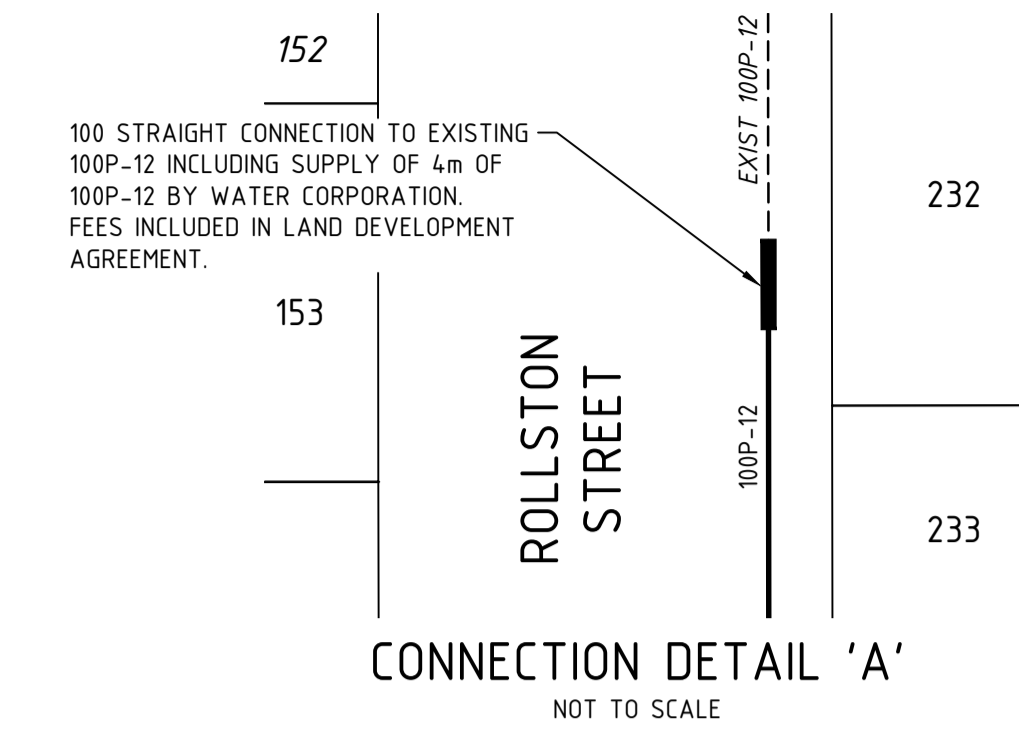 152
EXIST 100P-12
100 STRAIGHT CONNECTION TO EXISTING
100P-12 INCLUDING SUPPLY OF 4m OF
100P-12 BY WATER CORPORATION.
FEES INCLUDED IN LAND DEVELOPMENT
AGREEMENT.
232
153
ROLLSTON
STREET
100P-12
233
CONNECTION DETAIL 'A'
NOT TO SCALE